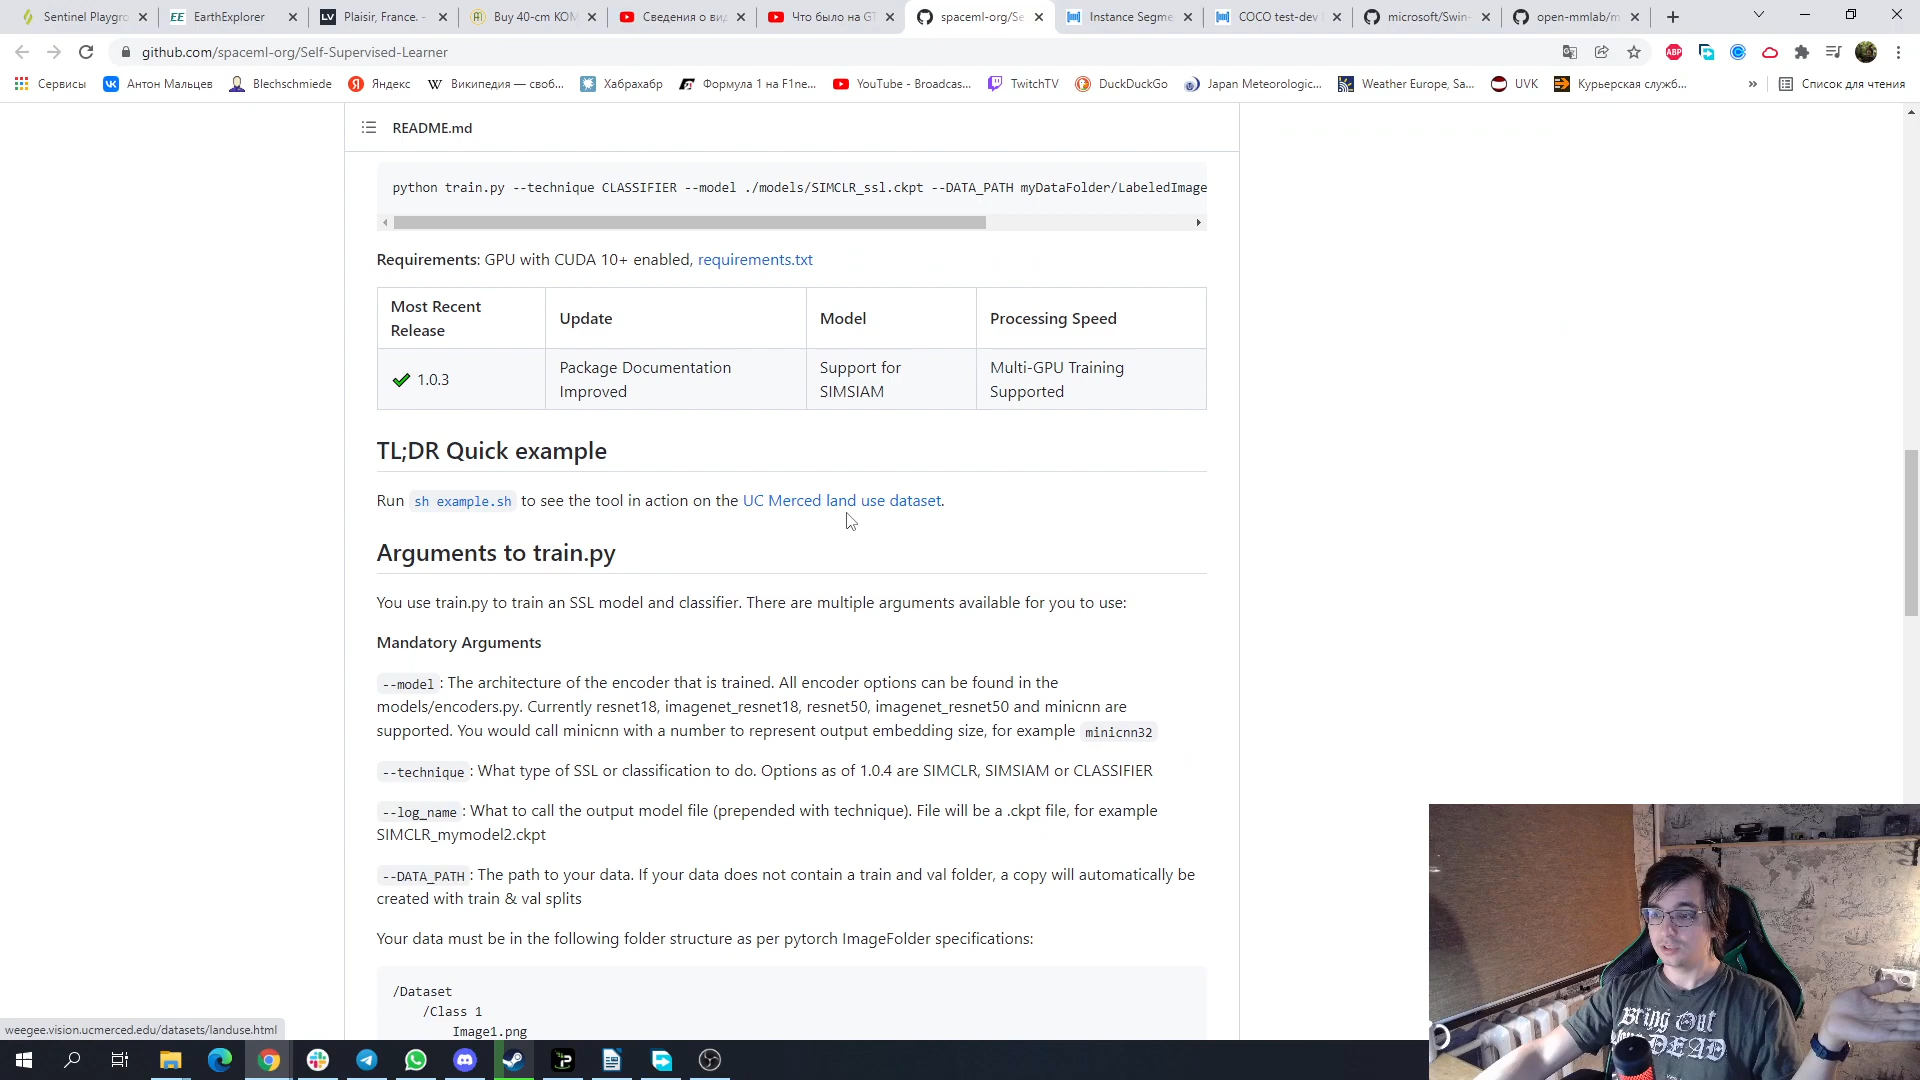 Sentinel Playgro
EarthExplorer
Plaisir, France. -
Buy 40-cm KOM
Сведения о ви
Что было на GT
spaceml-org/Se
Instance Segme
COCO test-dev
microsoft/Swin-
open-mmlab/m
github.com/spaceml-org/Self-Supervised-Learner
Сервисы
Антон Мальцев
Blechschmiede
Яндекс
Википедия — своб...
Хабрахабр
Формула 1 на F1ne...
YouTube - Broadcas...
TwitchTV
DuckDuckGo
Japan Meteorologic...
Weather Europe, Sa...
UVK
Курьерская служб...
»
Список для чтения
README.md
python train.py --technique CLASSIFIER --model ./models/SIMCLR_ssl.ckpt --DATA_PATH myDataFolder/LabeledImage
Requirements: GPU with CUDA 10+ enabled, requirements.txt
Most Recent
Release
Update
Model
Processing Speed
1.0.3
Package Documentation
Improved
Support for
SIMSIAM
Multi-GPU Training
Supported
TL;DR Quick example
Run sh example.sh to see the tool in action on the UC Merced land use dataset.
Arguments to train.py
You use train.py to train an SSL model and classifier. There are multiple arguments available for you to use:
Mandatory Arguments
--model: The architecture of the encoder that is trained. All encoder options can be found in the
models/encoders.py. Currently resnet18, imagenet_resnet18, resnet50, imagenet_resnet50 and minicnn are
supported. You would call minicnn with a number to represent output embedding size, for example minicnn32
--technique: What type of SSL or classification to do. Options as of 1.0.4 are SIMCLR, SIMSIAM or CLASSIFIER
--log_name: What to call the output model file (prepended with technique). File will be a .ckpt file, for example
SIMCLR_mymodel2.ckpt
--DATA_PATH: The path to your data. If your data does not contain a train and val folder, a copy will automatically be
created with train & val splits
Your data must be in the following folder structure as per pytorch ImageFolder specifications:
/Dataset
/Class 1
Image1.png
weegee.vision.ucmerced.edu/datasets/landuse.html
Bring Out
DEAD